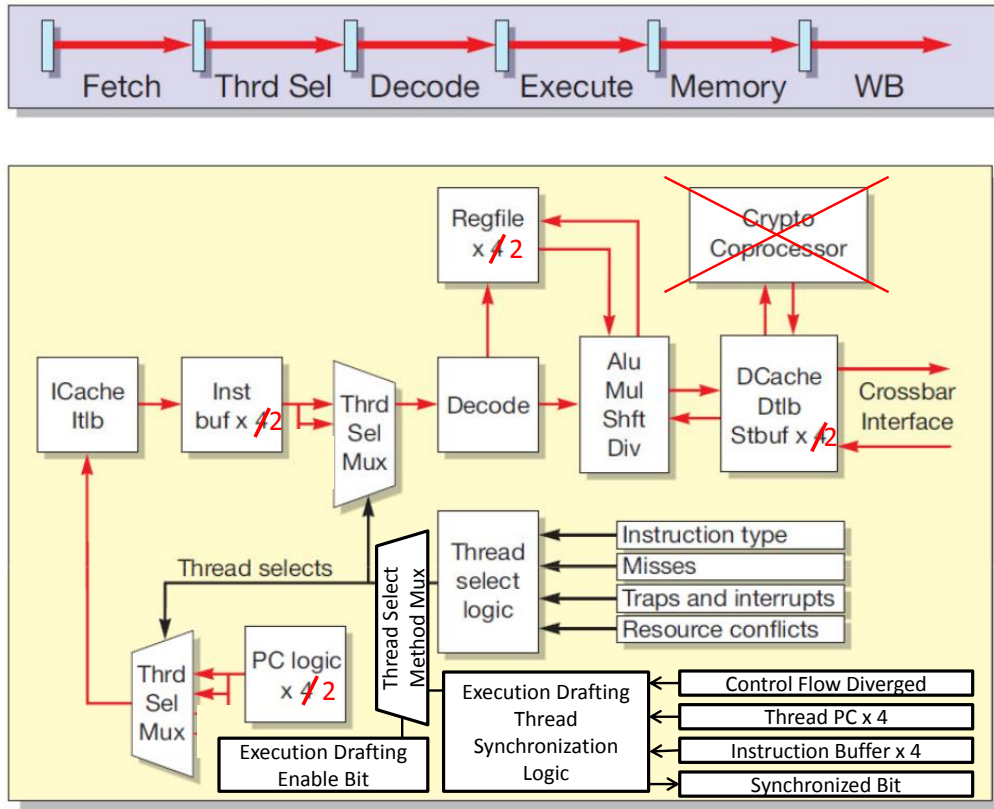 Fetch
Thrd Sel
Decode
Execute
Memory
WB
Regfile
x 4 2
Crypto
Coprocessor
ICache
Itlb
Inst
buf x 4 2
Thrd
Sel
Mux
Decode
Alu
Mul
Shft
Div
DCache
Dtlb
Stbuf x 4 2
Crossbar
Interface
Thread selects
Thread Select
Method Mux
Thread
select
logic
Instruction type
Misses
Traps and interrupts
Resource conflicts
Thrd
Sel
Mux
PC logic
x 4 2
Execution Drafting
Enable Bit
Execution Drafting
Thread
Synchronization
Logic
Control Flow Diverged
Thread PC x 4
Instruction Buffer x 4
Synchronized Bit